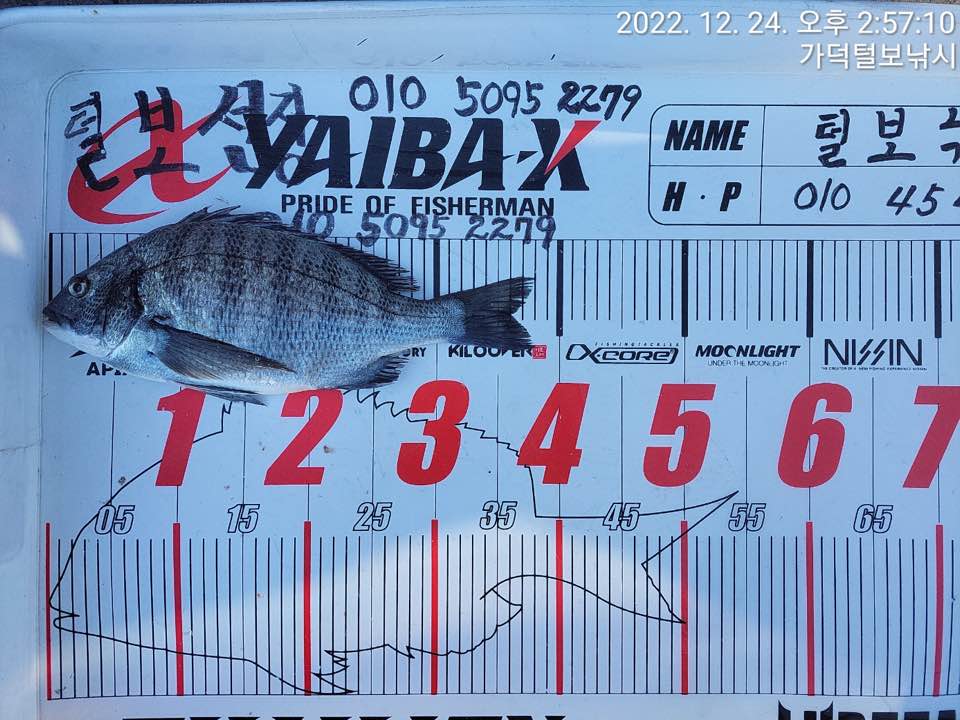 2022. 12. 24. 오후 2:57:10
가덕털보낚시
털보선장 010 5095 2279
YAIBA-X
PRIDE OF FISHERMAN
010 5095 2279
NAME 털보
H·P 010 45
KILOOPER X-CORE MOONLIGHT NISSIN
FISHINGTACKLES UNDER THE MOONLIGHT
1 2 3 4 5 6 7
05 15 25 35 45 55 65